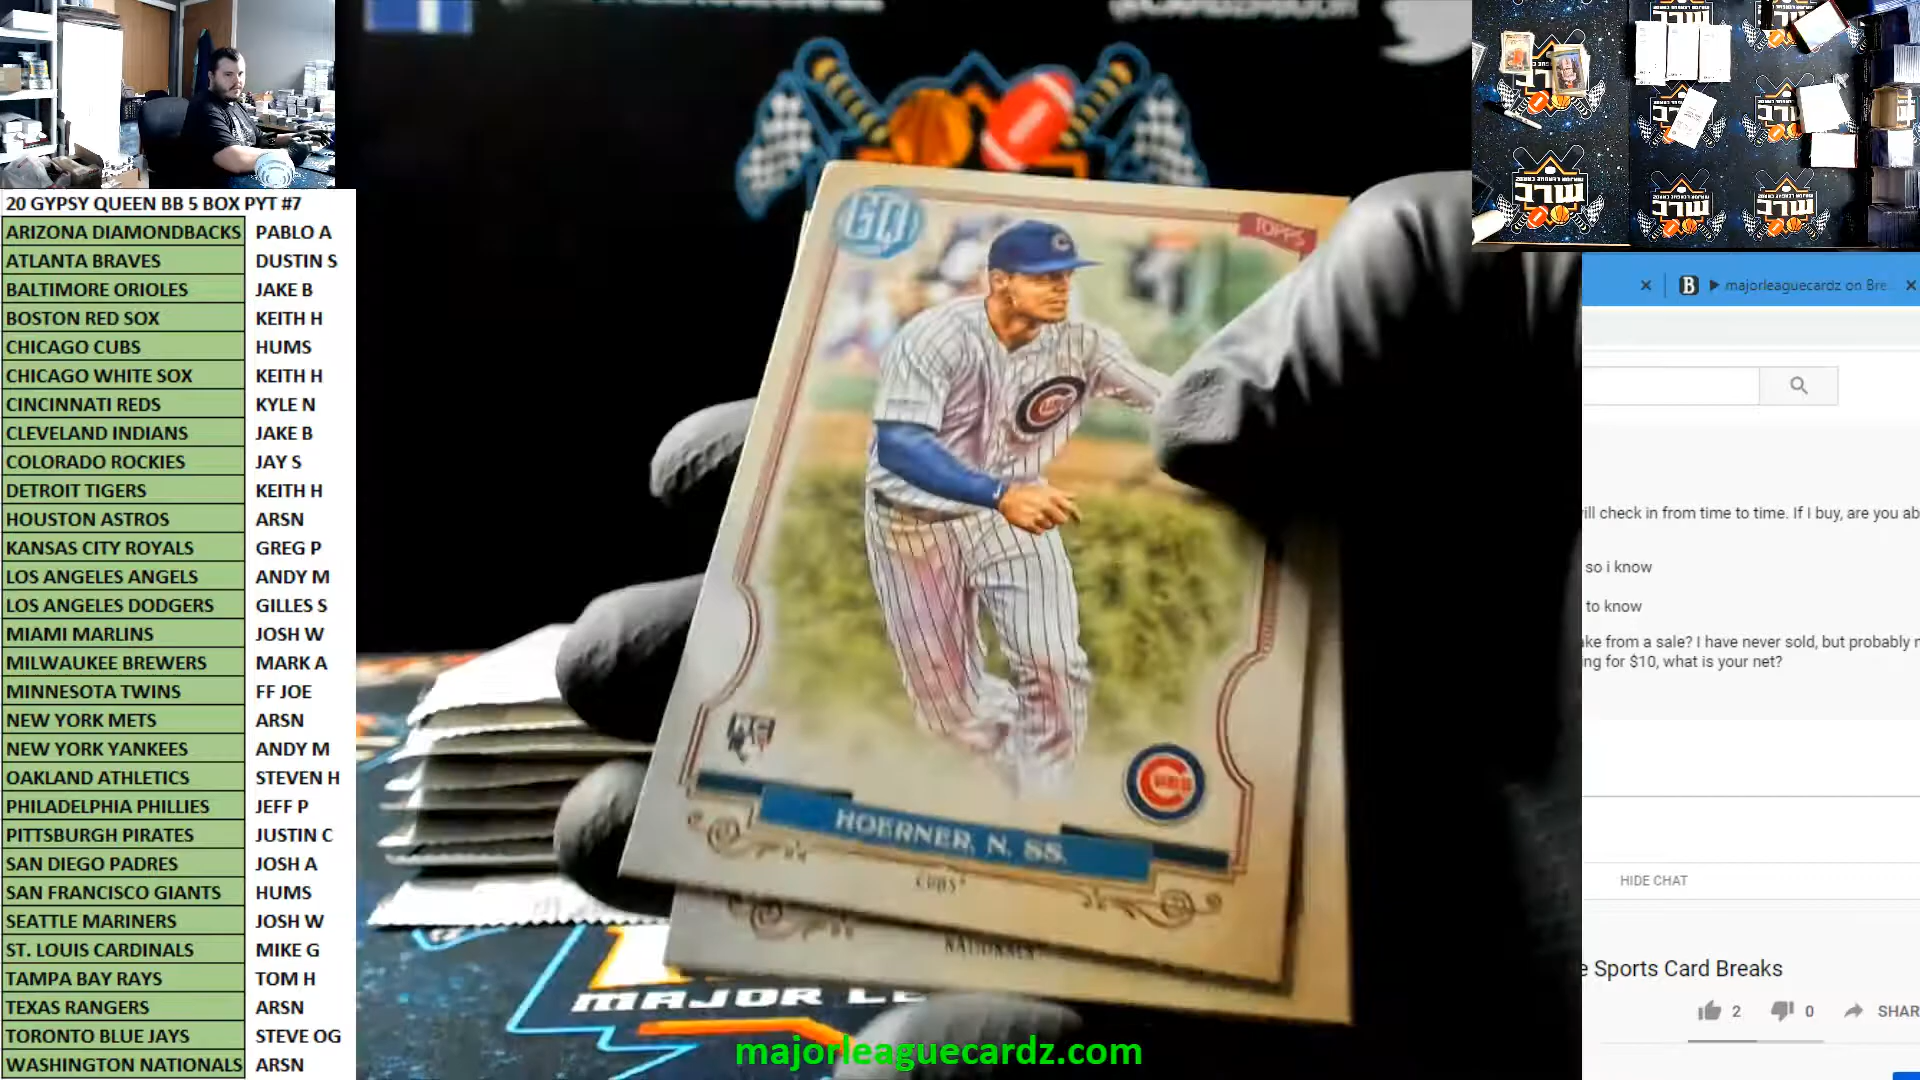 20 GYPSY QUEEN BB 5 BOX PYT #7
ARIZONA DIAMONDBACKS PABLO A
ATLANTA BRAVES DUSTIN S
BALTIMORE ORIOLES JAKE B
BOSTON RED SOX KEITH H
CHICAGO CUBS HUMS
CHICAGO WHITE SOX KEITH H
CINCINNATI REDS KYLE N
CLEVELAND INDIANS JAKE B
COLORADO ROCKIES JAY S
DETROIT TIGERS KEITH H
HOUSTON ASTROS ARSN
KANSAS CITY ROYALS GREG P
LOS ANGELES ANGELS ANDY M
LOS ANGELES DODGERS GILLES S
MIAMI MARLINS JOSH W
MILWAUKEE BREWERS MARK A
MINNESOTA TWINS FF JOE
NEW YORK METS ARSN
NEW YORK YANKEES ANDY M
OAKLAND ATHLETICS STEVEN H
PHILADELPHIA PHILLIES JEFF P
PITTSBURGH PIRATES JUSTIN C
SAN DIEGO PADRES JOSH A
SAN FRANCISCO GIANTS HUMS
SEATTLE MARINERS JOSH W
ST. LOUIS CARDINALS MIKE G
TAMPA BAY RAYS TOM H
TEXAS RANGERS ARSN
TORONTO BLUE JAYS STEVE OG
WASHINGTON NATIONALS ARSN
GQ
TOPPS
C
CUBS
RC
CUBS
HOERNER, N. SS.
CUBS
NATIONALS
MAJOR LE
majorleaguecardz.com
B majorleaguecardz on Bre
ill check in from time to time. If I buy, are you ab
so i know
to know
ke from a sale? I have never sold, but probably
ng for $10, what is your net?
HIDE CHAT
e Sports Card Breaks
2 0 SHAR